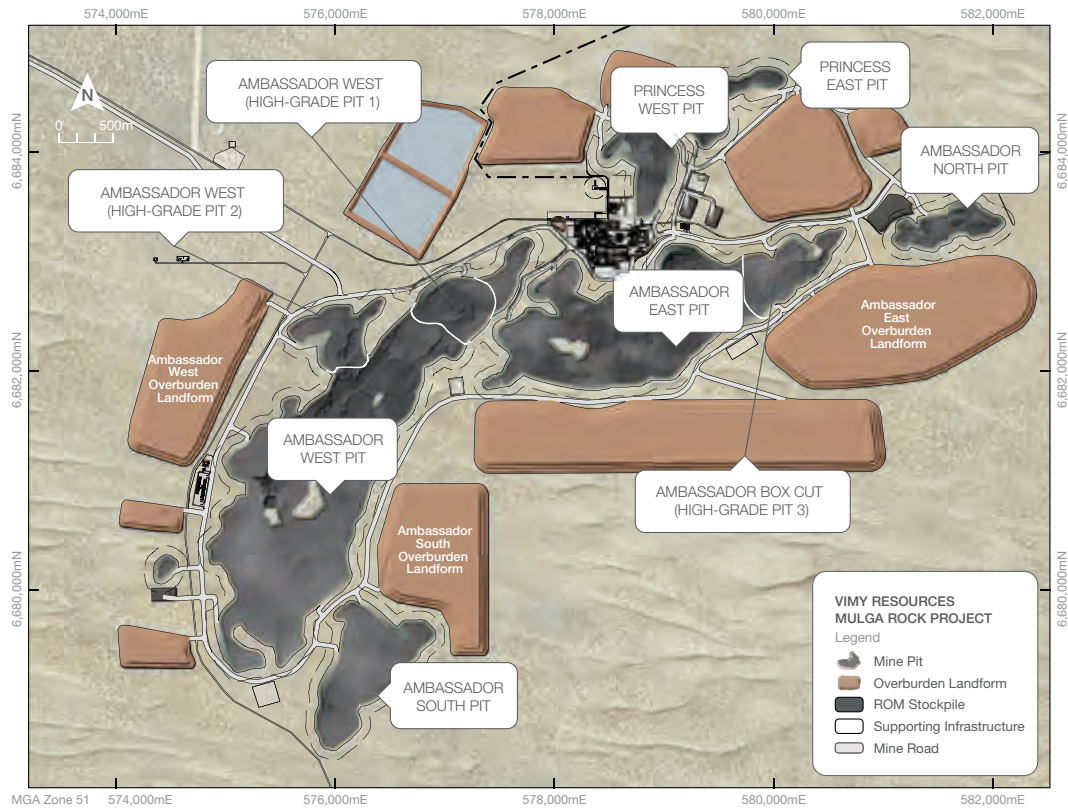 574,000mE
576,000mE
578,000mE
580,000mE
582,000mE
6,684,000mN
6,682,000mN
6,680,000mN
6,684,000mN
6,682,000mN
6,680,000mN
N
0 500m
AMBASSADOR WEST
(HIGH-GRADE PIT 1)
AMBASSADOR WEST
(HIGH-GRADE PIT 2)
PRINCESS
WEST PIT
PRINCESS
EAST PIT
AMBASSADOR
NORTH PIT
AMBASSADOR
EAST PIT
Ambassador
East
Overburden
Landform
Ambassador
West
Overburden
Landform
AMBASSADOR
WEST PIT
AMBASSADOR BOX CUT
(HIGH-GRADE PIT 3)
Ambassador
South
Overburden
Landform
AMBASSADOR
SOUTH PIT
VIMY RESOURCES
MULGA ROCK PROJECT
Legend
Mine Pit
Overburden Landform
ROM Stockpile
Supporting Infrastructure
Mine Road
MGA Zone 51
574,000mE
576,000mE
578,000mE
580,000mE
582,000mE